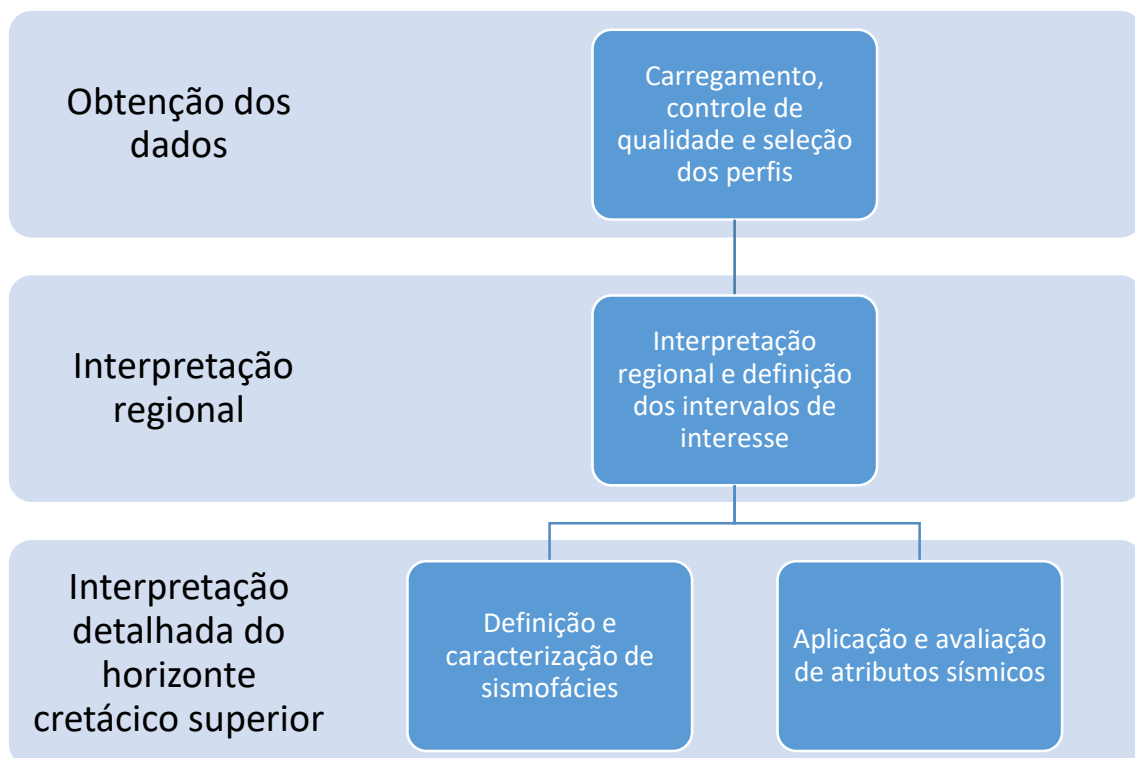 Obtenção dos
dados
Carregamento,
controle de
qualidade e seleção
dos perfis
Interpretação
regional
Interpretação
regional e definição
dos intervalos de
interesse
Interpretação
detalhada do
horizonte
cretácico superior
Definição e
caracterização de
sismofácies
Aplicação e avaliação
de atributos sísmicos